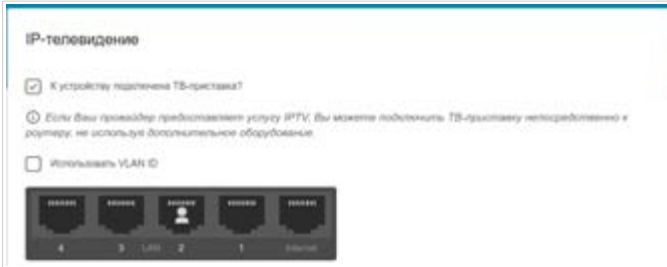 IP-телевидение
К устройству подключена ТВ-приставка?
Если Ваш провайдер предоставляет услугу IPTV, Вы можете подключить ТВ-приставку непосредственно к
роутеру, не используя дополнительное оборудование.
Использовать VLAN ID
4 3 LAN 2 1 Internet